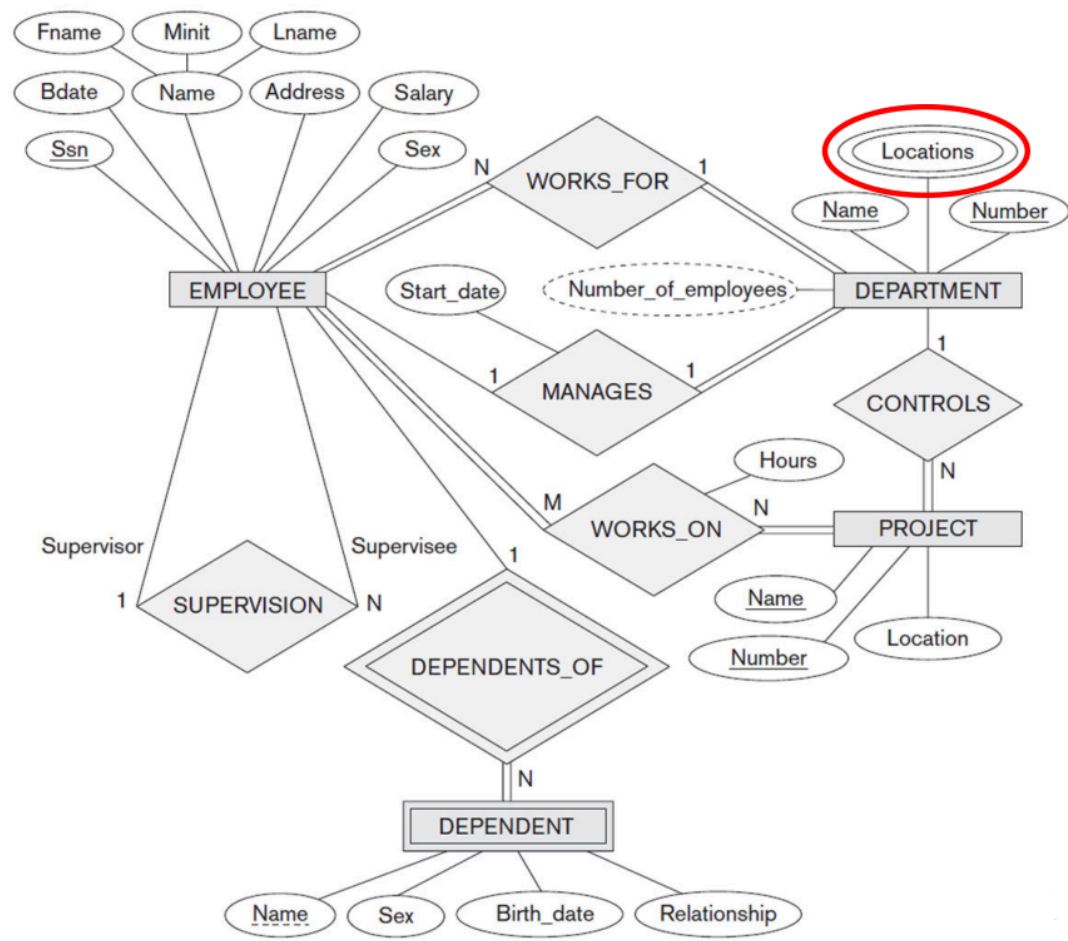 Fname
Minit
Lname
Bdate
Name
Address
Salary
Ssn
Sex
Locations
Name
Number
N
WORKS_FOR
1
EMPLOYEE
Start_date
Number_of_employees
DEPARTMENT
1
MANAGES
1
1
CONTROLS
N
Hours
M
WORKS_ON
N
PROJECT
Supervisor
Supervisee
1
1
SUPERVISION
N
Name
Number
Location
DEPENDENTS_OF
N
DEPENDENT
Name
Sex
Birth_date
Relationship